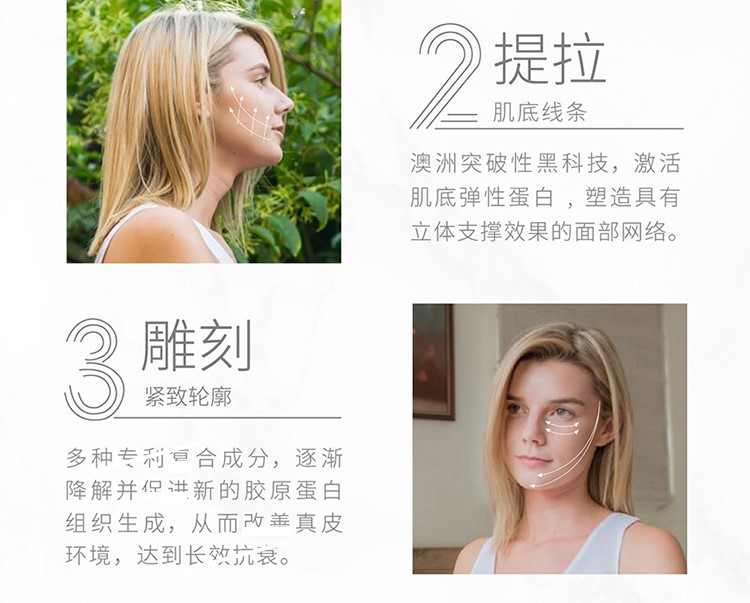 2
提拉
肌底线条
澳洲突破性黑科技，激活
肌底弹性蛋白，塑造具有
立体支撑效果的面部网络。
3
雕刻
紧致轮廓
多种专利复合成分，逐渐
降解并促进新的胶原蛋白
组织生成，从而改善真皮
环境，达到长效抗衰。